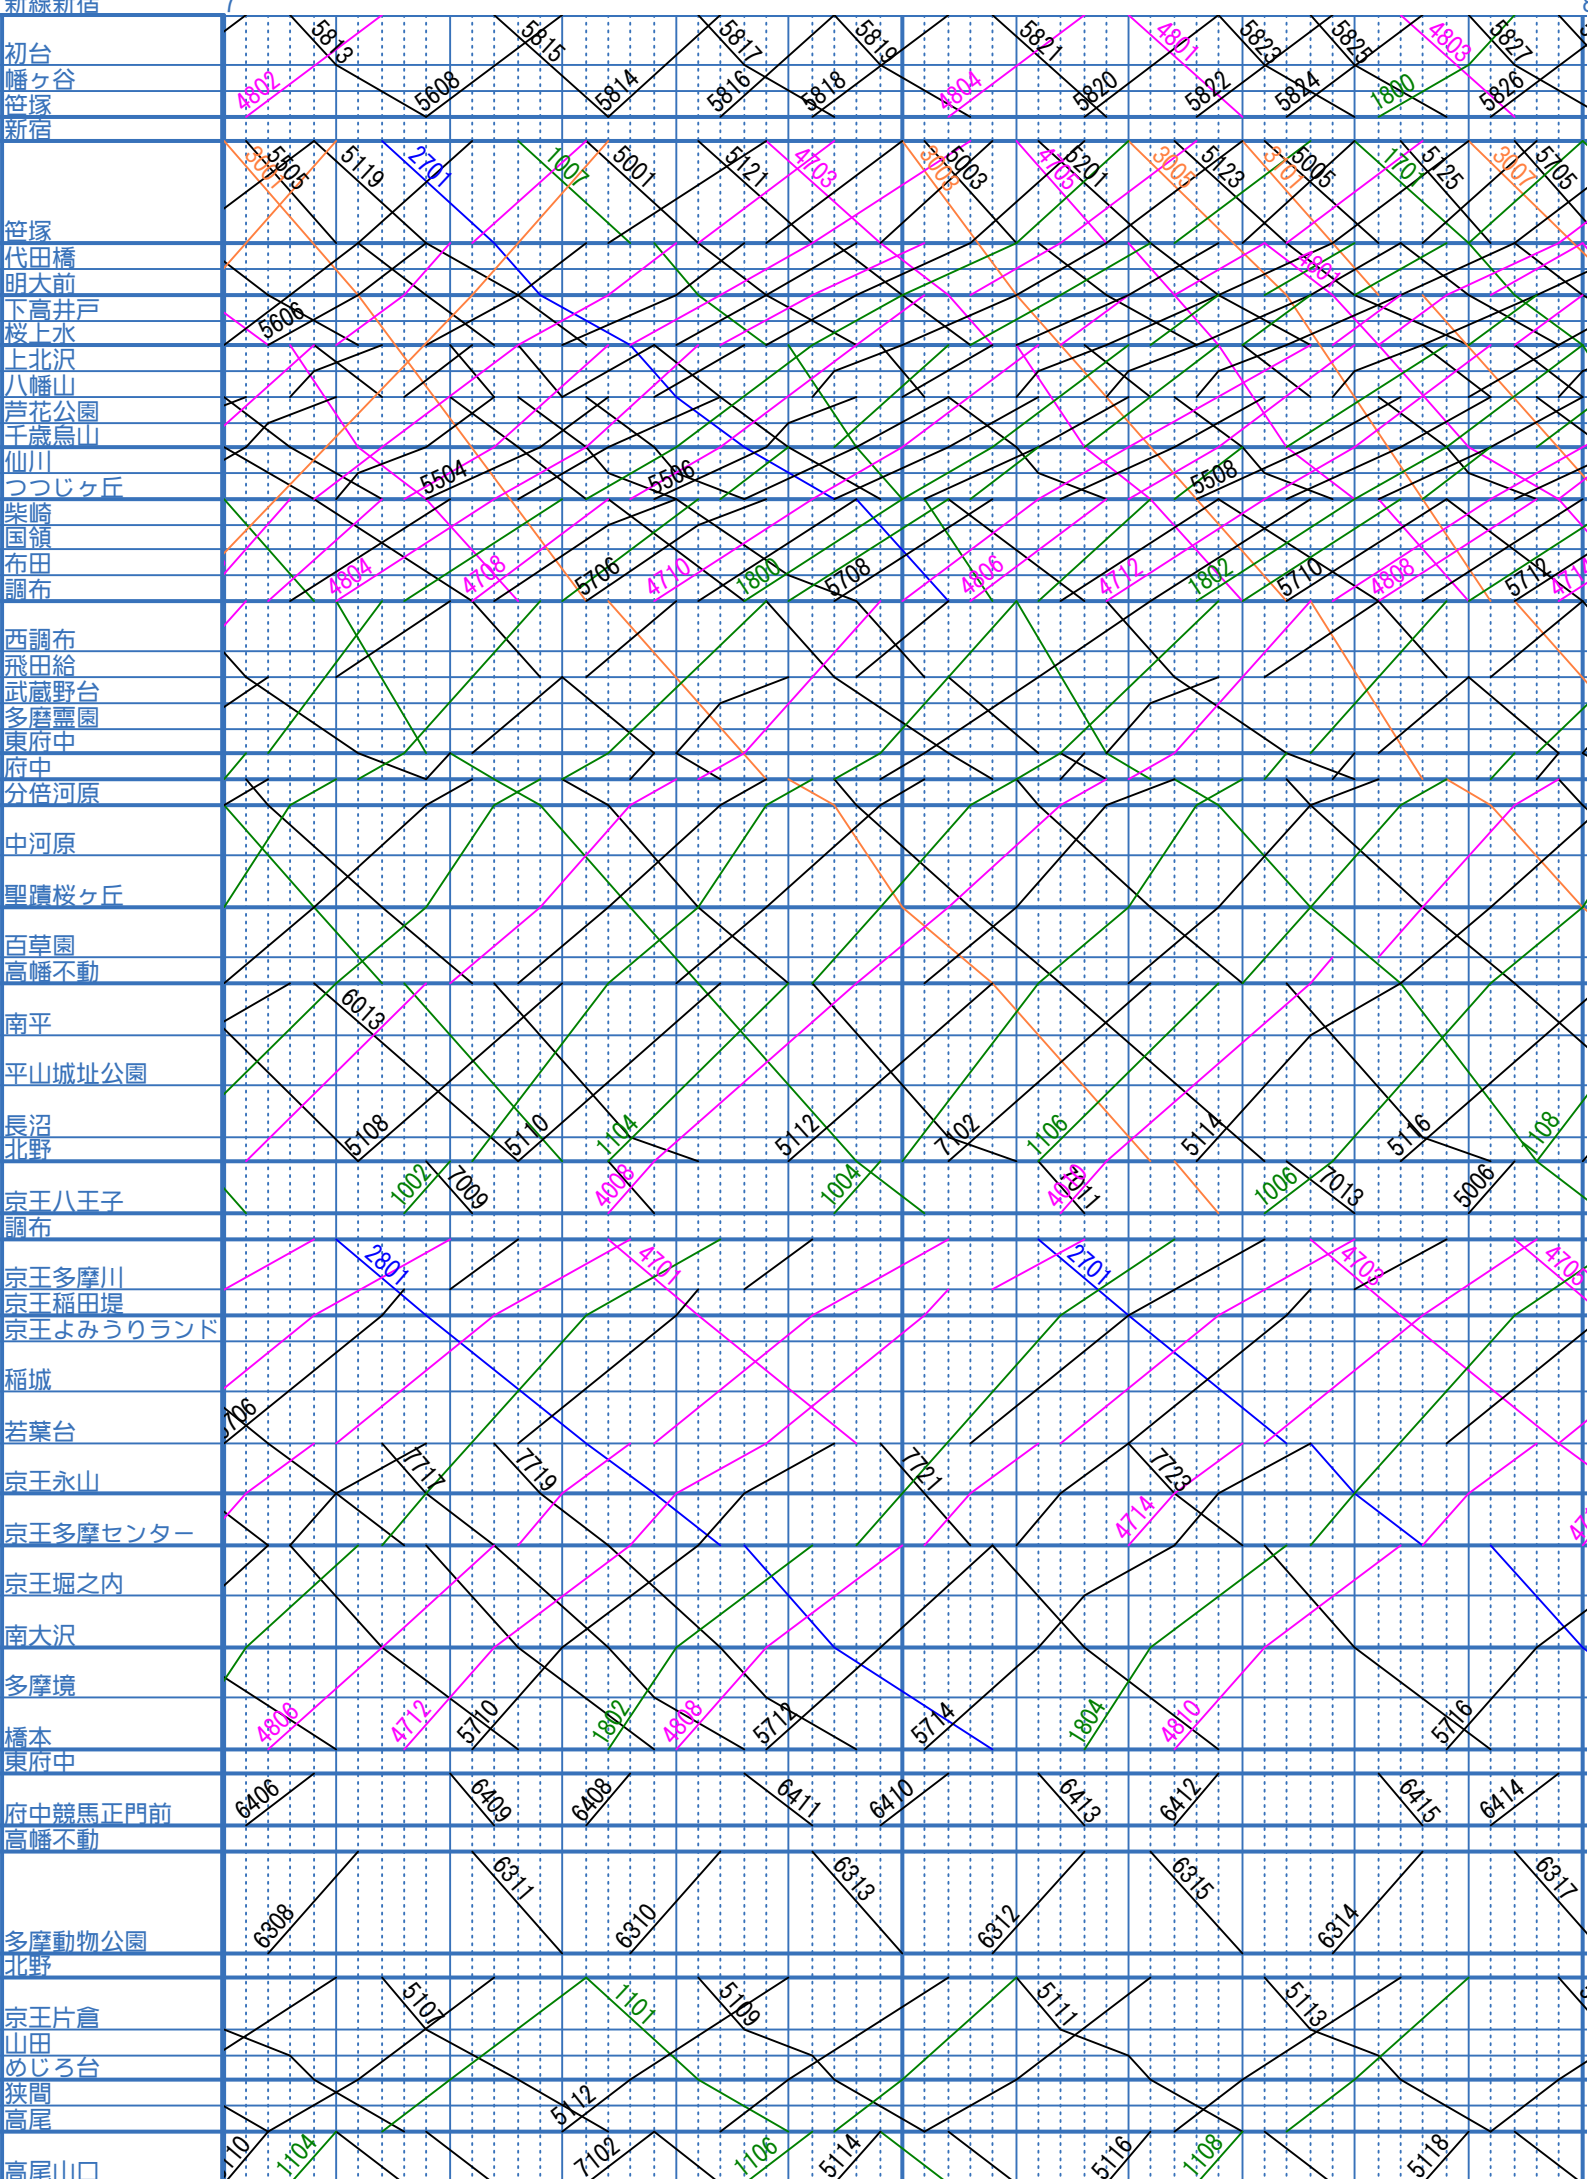 新線新宿 7
初台 5813 5815 5817 5819 5821 4801 5823 5825 4803 5827
幡ヶ谷 4802 5608 5814 5816 5818 4804 5820 5822 5824 1800 5826
笹塚
新宿
3001 5505 5119 2701 1007 5001 5121 4703 3003 5003 4705 5201 3005 5123 3701 5005 1701 5125 3007 5705
笹塚
代田橋 4801
明大前
下高井戸 5606
桜上水
上北沢
八幡山
芦花公園
千歳烏山
仙川 5504 5506 5508
つつじヶ丘
柴崎
国領
布田 4804 4708 5706 4710 1800 5708 4806 4712 1802 5710 4808 5712
調布
西調布
飛田給
武蔵野台
多磨霊園
東府中
府中
分倍河原
中河原
聖蹟桜ヶ丘
百草園
高幡不動
南平 6013
平山城址公園
長沼 5108 5110 1104 5112 7102 1106 5114 5116 1108
北野
京王八王子 1002 7009 4008 1004 7011 1006 7013 5006
調布
京王多摩川 2801 4701 2701 4703
京王稲田堤
京王よみうりランド
稲城
若葉台
京王永山 7717 7719 7721 7723
京王多摩センター 4714
京王堀之内
南大沢
多摩境
橋本 4806 4712 5710 1802 4808 5712 5714 1804 4810 5716
東府中
府中競馬正門前 6406 6409 6408 6411 6410 6413 6412 6415 6414
高幡不動
6311 6313 6315 6317
多摩動物公園 6308 6310 6312 6314
北野
京王片倉 5107 1101 5109 5111 5113
山田
めじろ台
狭間
高尾 5112
高尾山口 1104 7102 1106 5114 5116 1108 5118